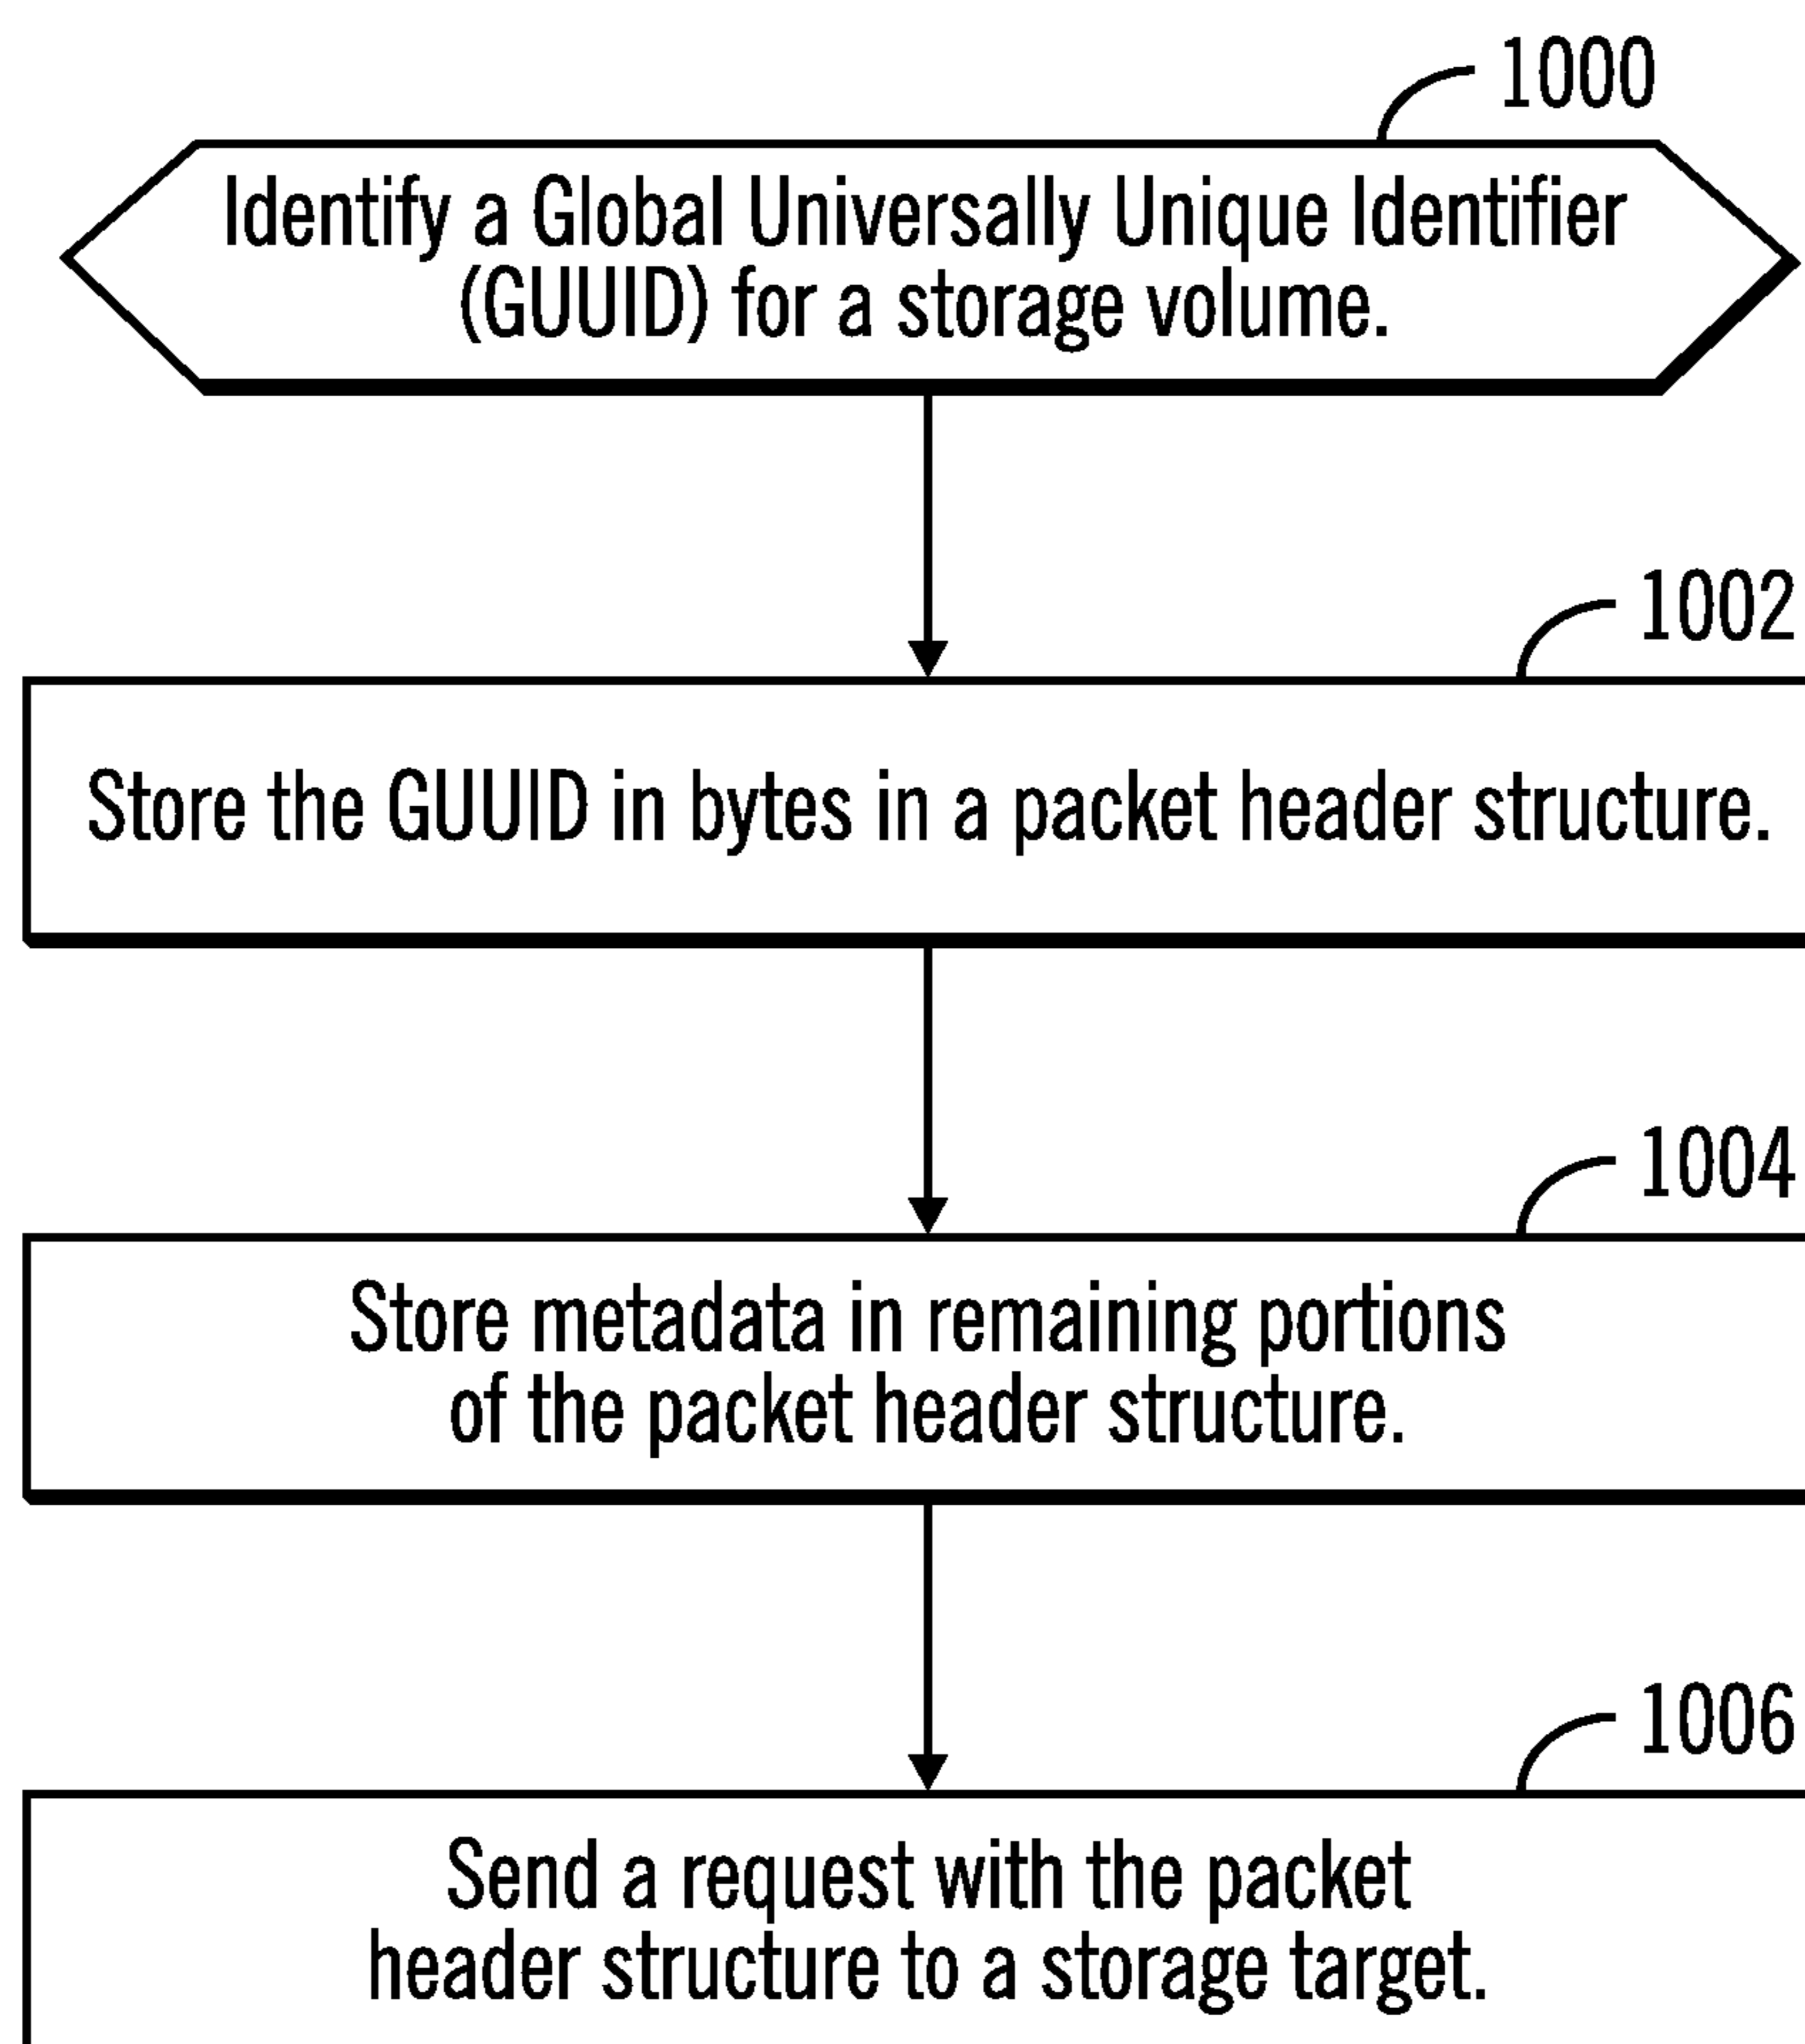 1000
Identify a Global Universally Unique Identifier
(GUUID) for a storage volume.
1002
Store the GUUID in bytes in a packet header structure.
1004
Store metadata in remaining portions
of the packet header structure.
1006
Send a request with the packet
header structure to a storage target.